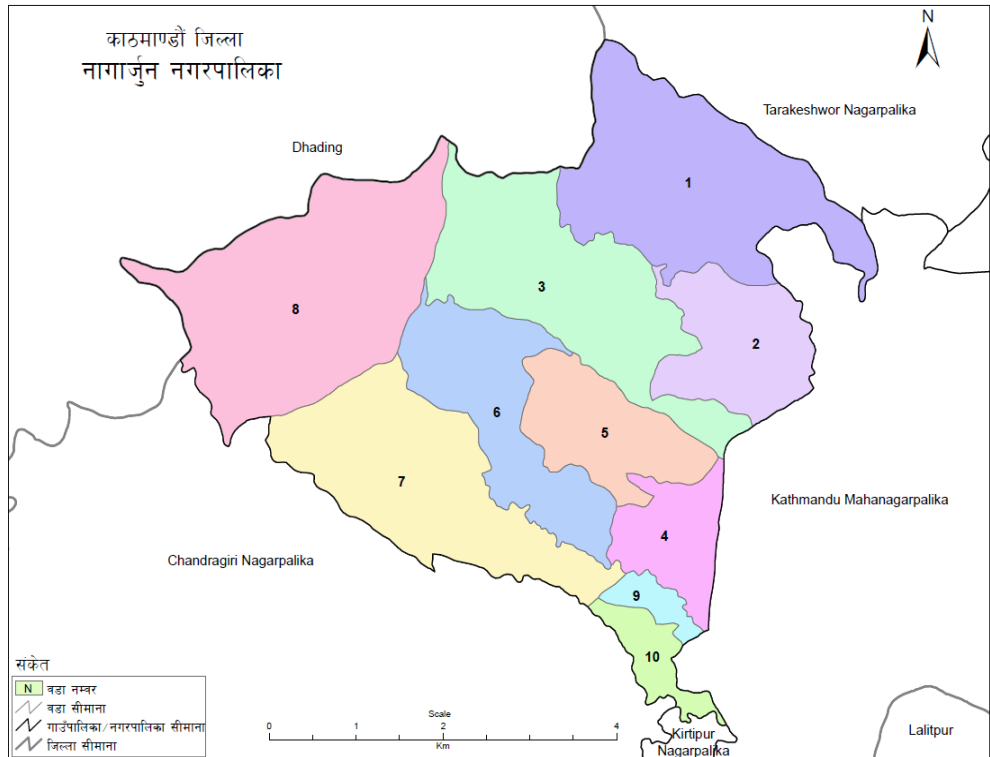 काठमाण्डौं जिल्ला
नागार्जुन नगरपालिका
N
Tarakeshwor Nagarpalika
Dhading
1
3
8
2
6
5
7
Kathmandu Mahanagarpalika
4
Chandragiri Nagarpalika
9
10
संकेत
N वडा नम्बर
वडा सीमाना
गाउँपालिका/नगरपालिका सीमाना
जिल्ला सीमाना
Scale
0 1 2 4
Km
Kirtipur
Nagarpalika
Lalitpur